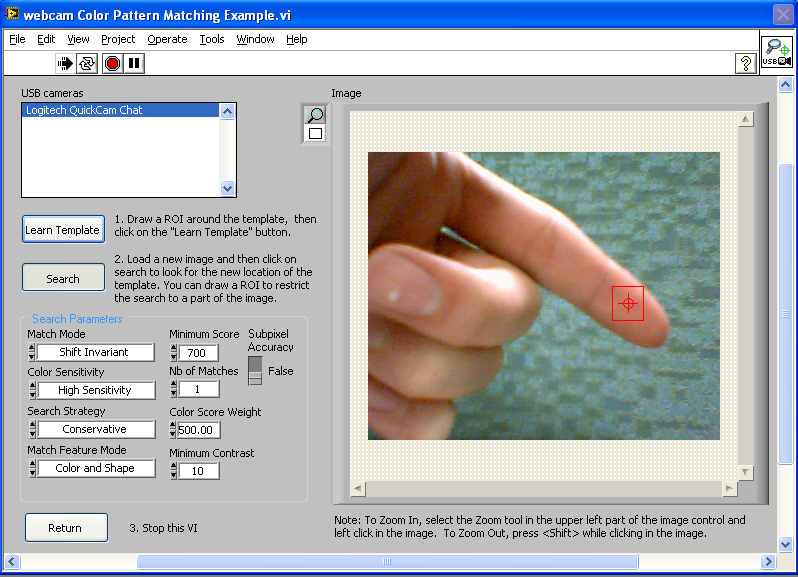 webcam Color Pattern Matching Example.vi
File Edit View Project Operate Tools Window Help
?
USB
USB cameras
Image
Logitech QuickCam Chat
Learn Template
1. Draw a ROI around the template, then
click on the "Learn Template" button.
Search
2. Load a new image and then click on
search to look for the new location of the
template. You can draw a ROI to restrict
the search to a part of the image.
Search Parameters
Match Mode
Shift Invariant
Color Sensitivity
High Sensitivity
Search Strategy
Conservative
Match Feature Mode
Color and Shape
Minimum Score
700
Nb of Matches
1
Color Score Weight
500.00
Minimum Contrast
10
Subpixel
Accuracy
False
Return
3. Stop this VI
Note: To Zoom In, select the Zoom tool in the upper left part of the image control and
left click in the image. To Zoom Out, press <Shift> while clicking in the image.